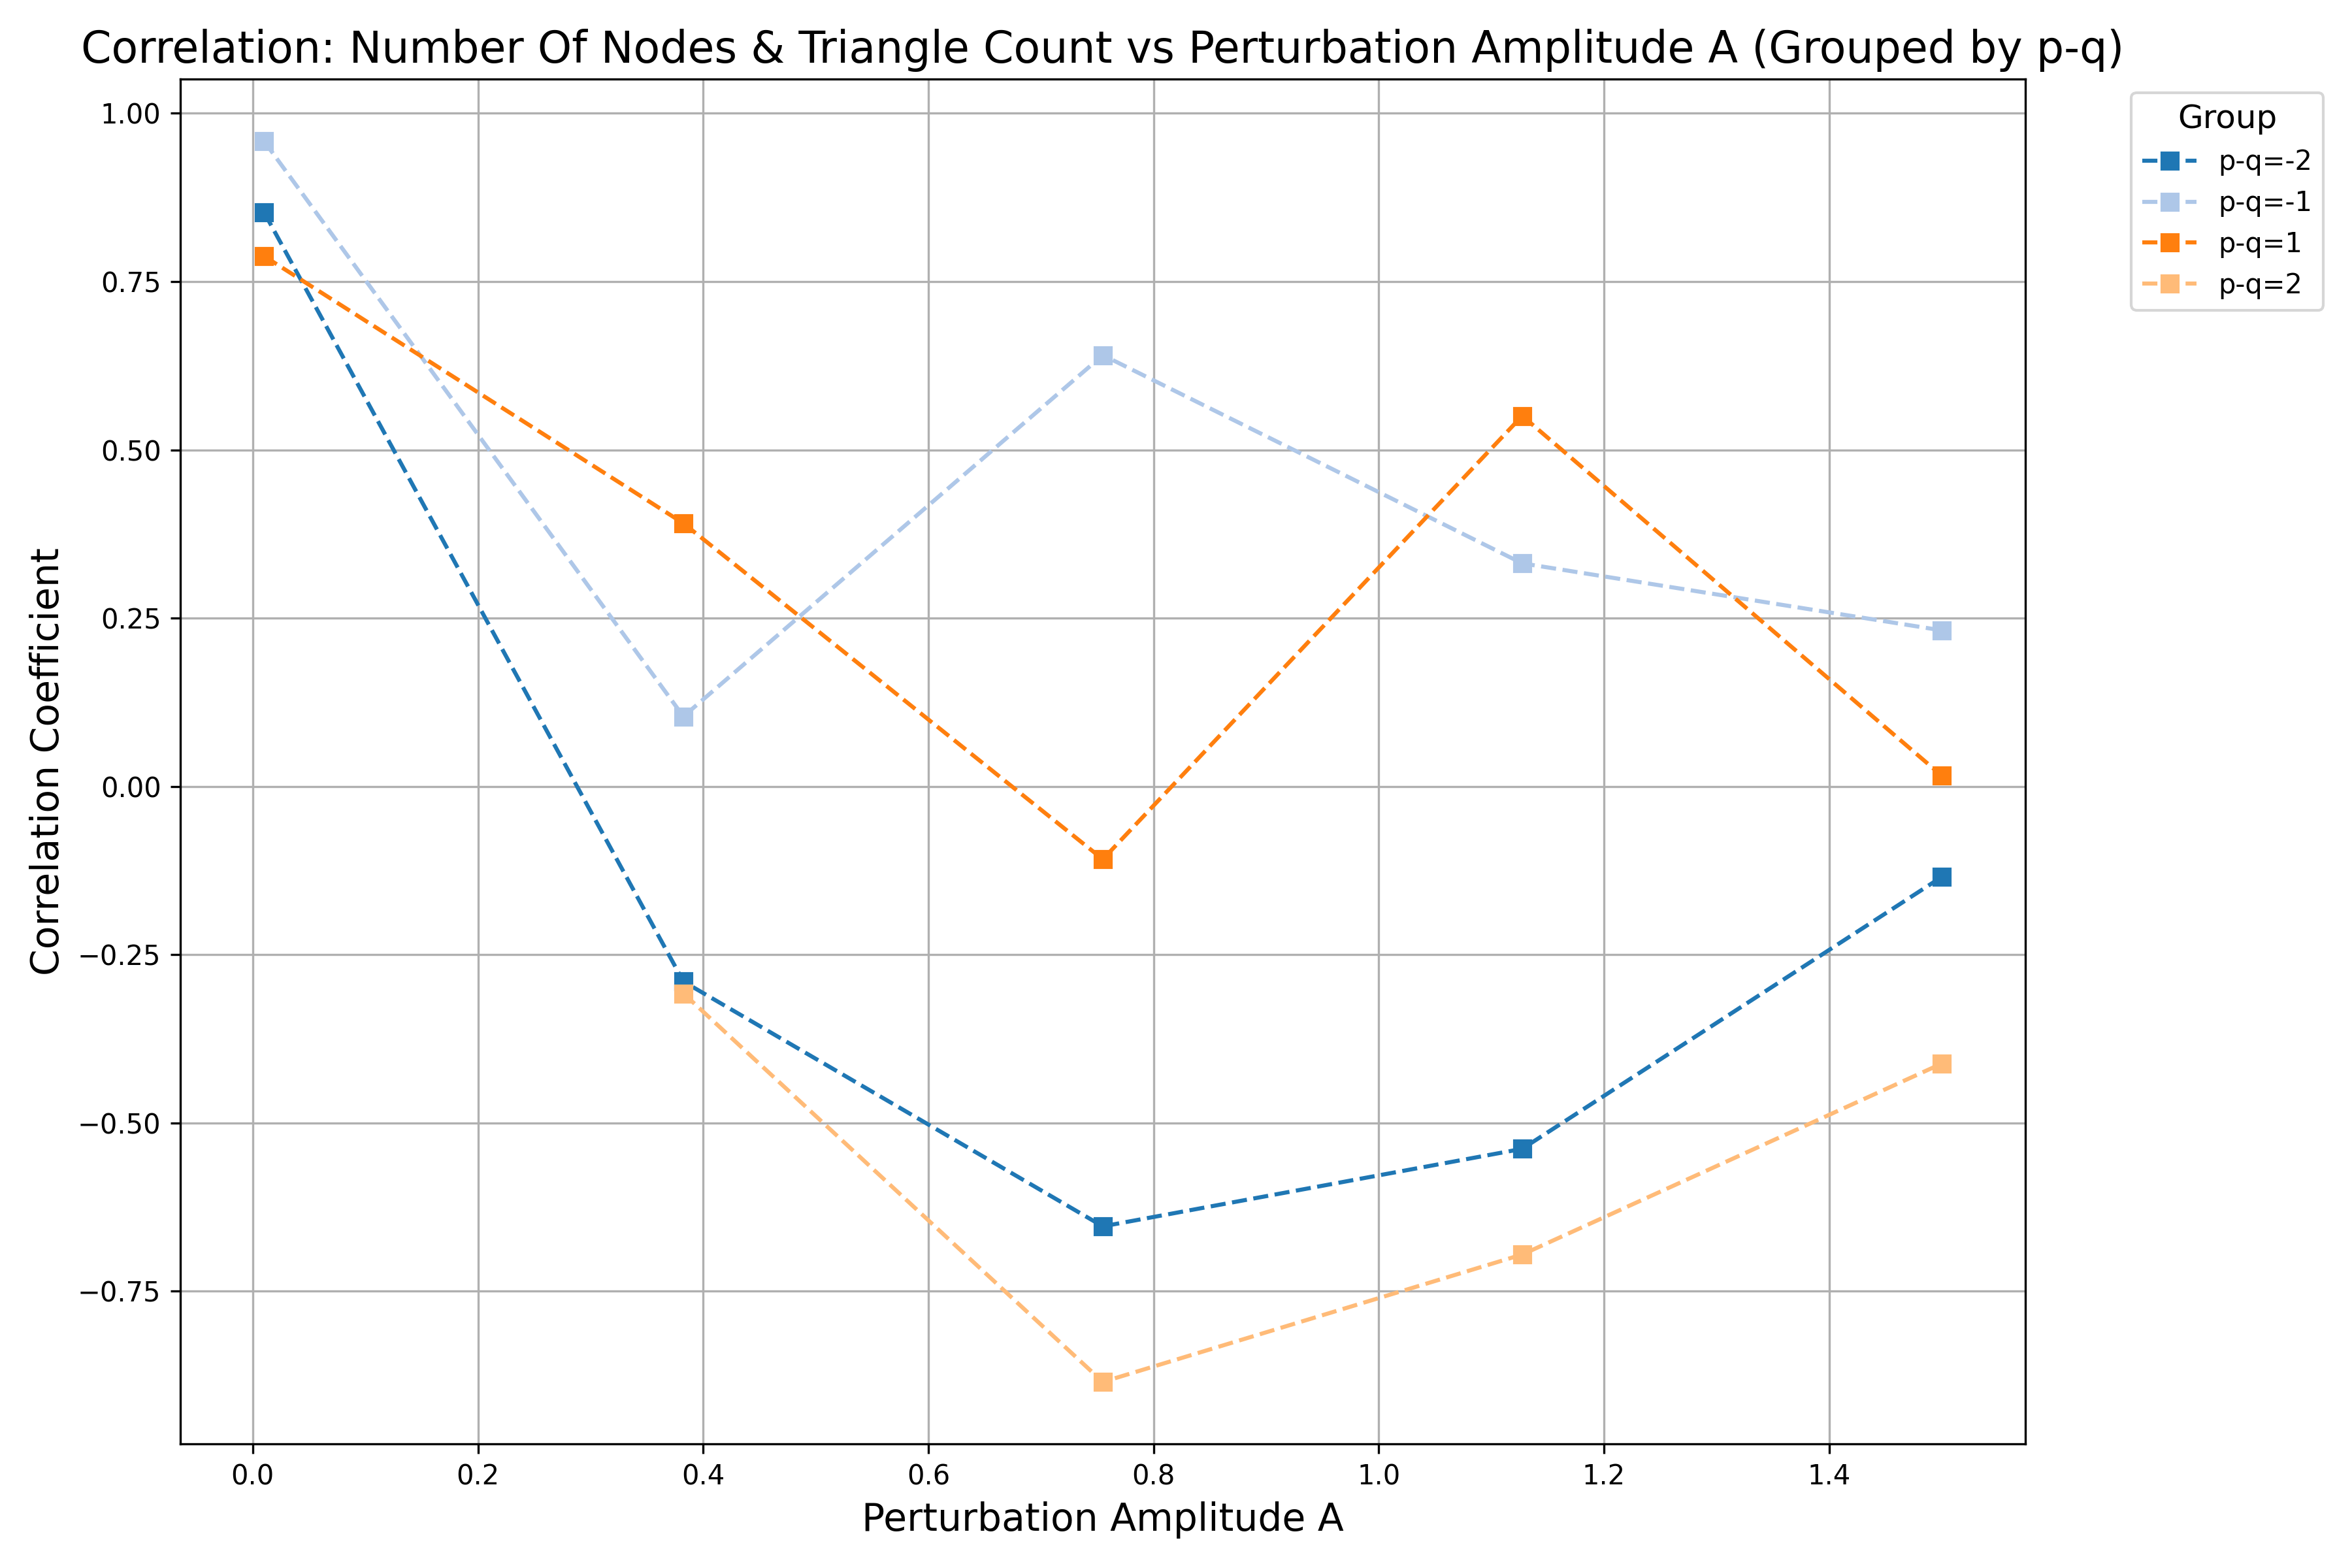 Correlation: Number Of Nodes & Triangle Count vs Perturbation Amplitude A (Grouped by p-q)
Group
p-q=-2
p-q=-1
p-q=1
p-q=2
Correlation Coefficient
1.00
0.75
0.50
0.25
0.00
−0.25
−0.50
−0.75
0.0 0.2 0.4 0.6 0.8 1.0 1.2 1.4
Perturbation Amplitude A